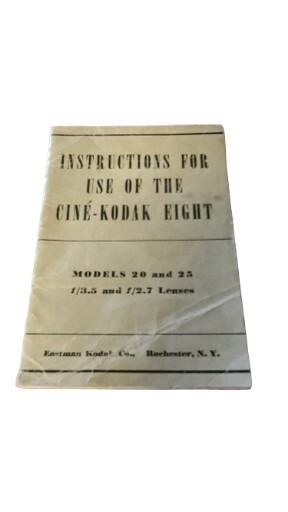 INSTRUCTIONS FOR
USE OF THE
CINÉ-KODAK EIGHT
MODELS 20 and 25
f/3.5 and f/2.7 Lenses
Eastman Kodak Co., Rochester, N. Y.